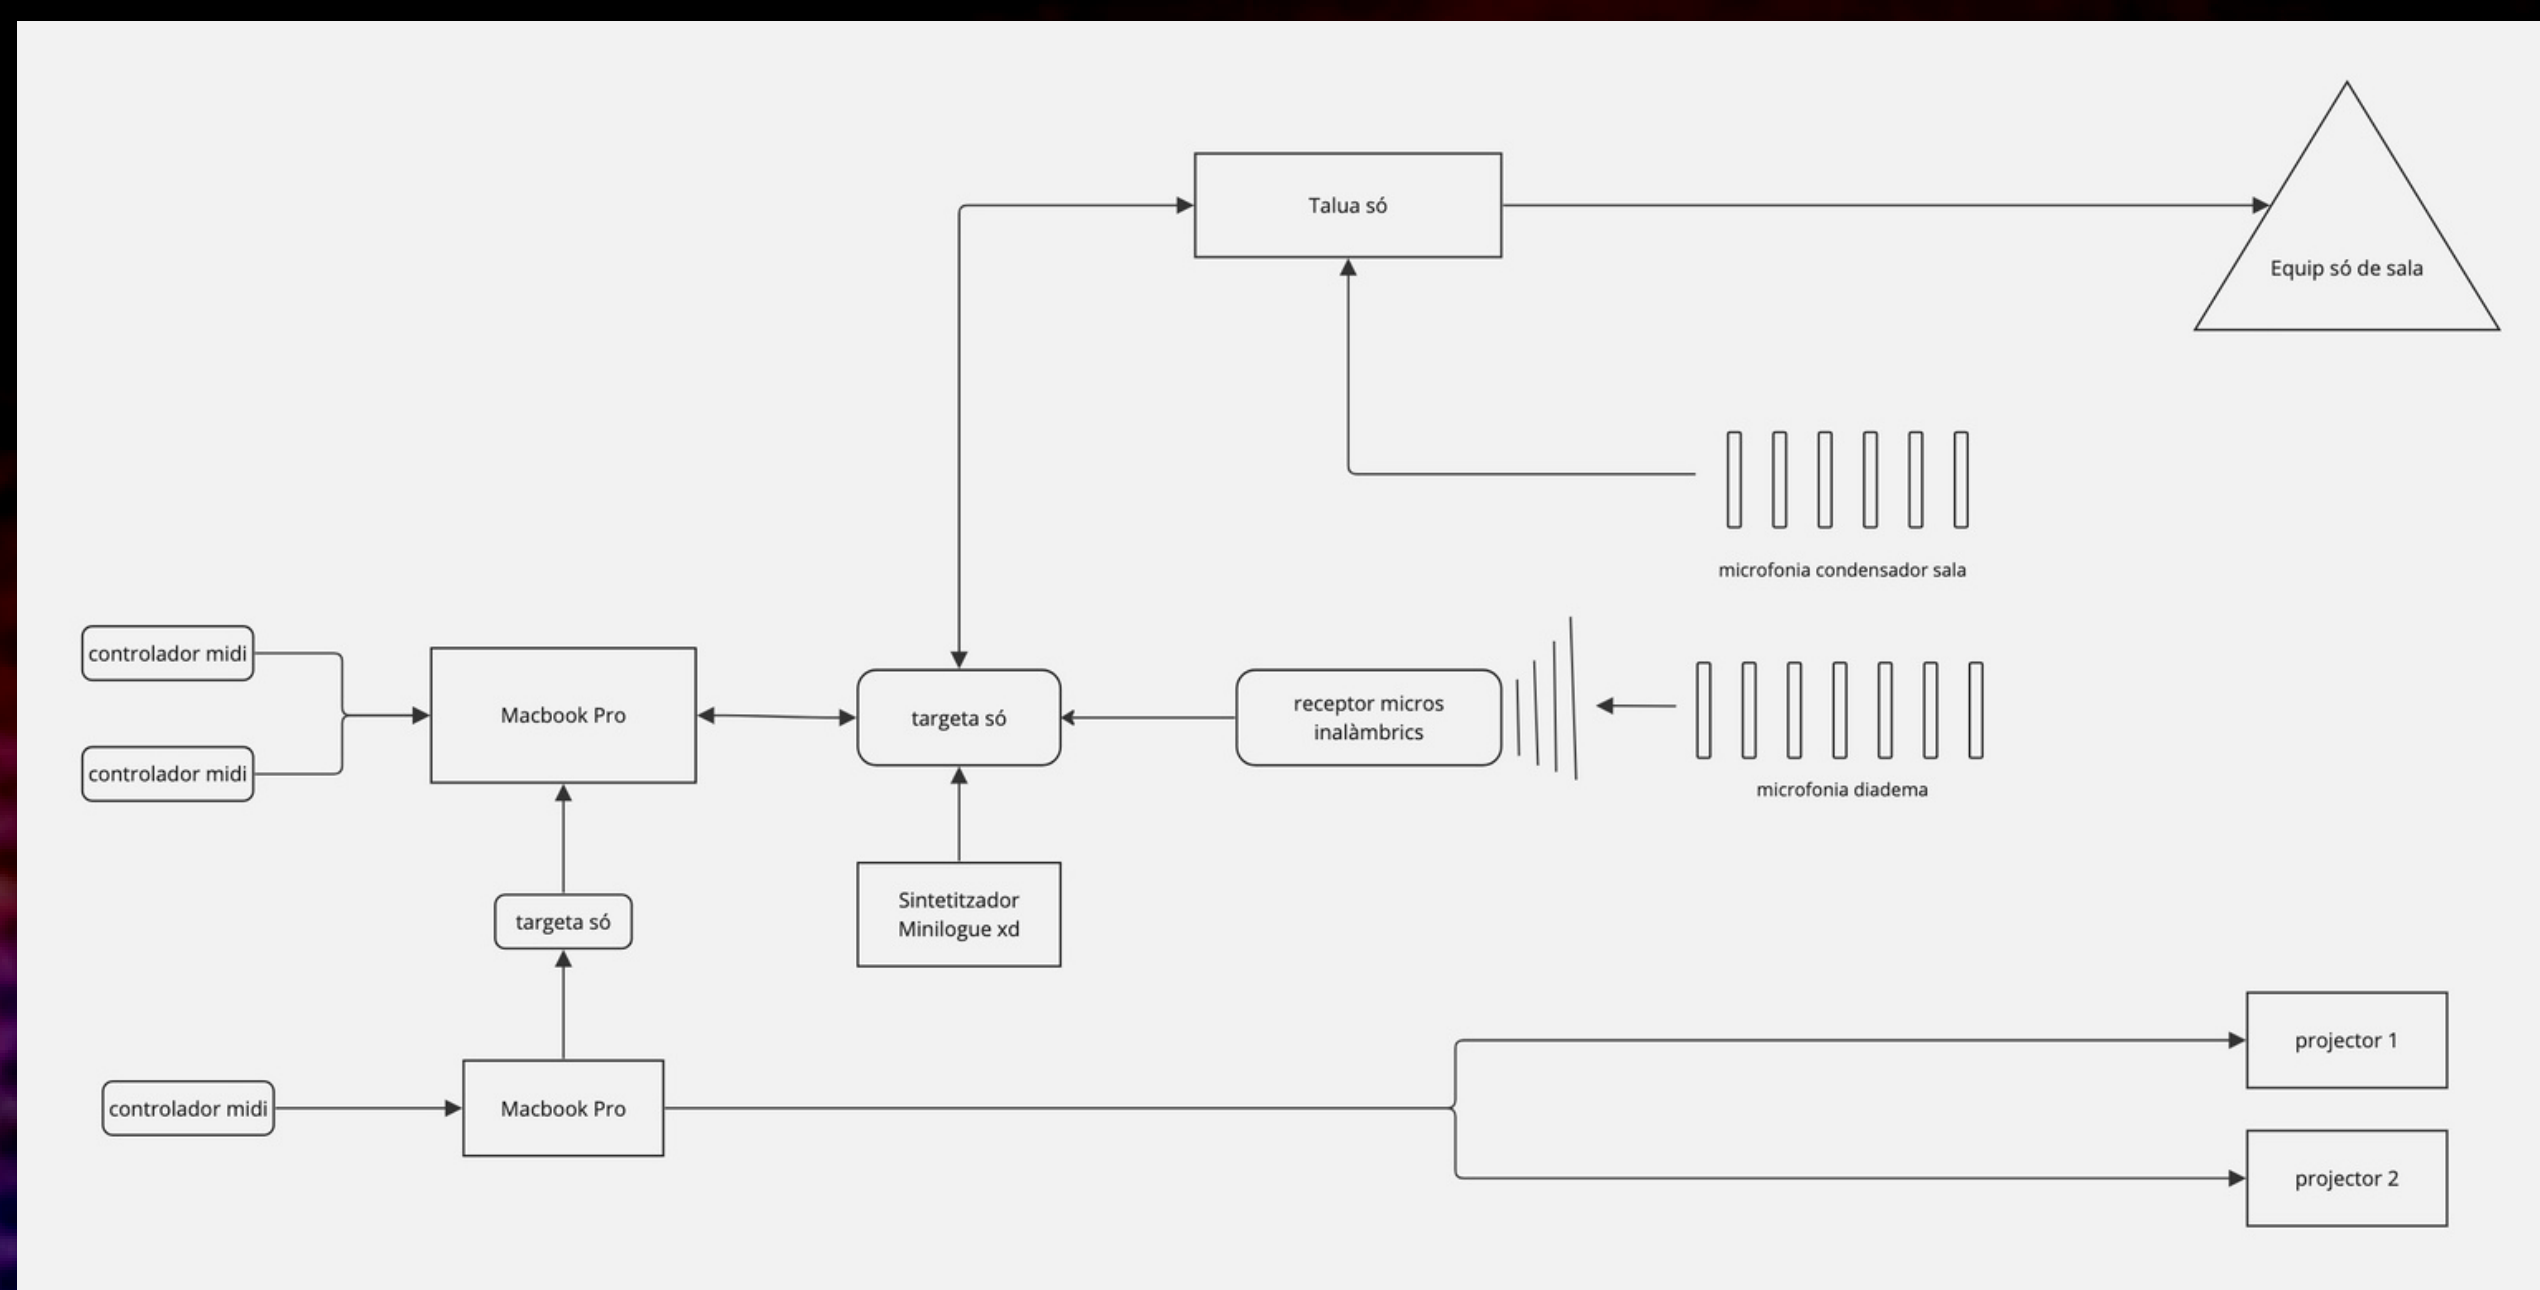 Talua só
Equip só de sala
microfonia condensador sala
controlador midi
Macbook Pro
targeta só
receptor micros
inalàmbrics
controlador midi
microfonia diadema
targeta só
Sintetitzador
Minilogue xd
controlador midi
Macbook Pro
projector 1
projector 2